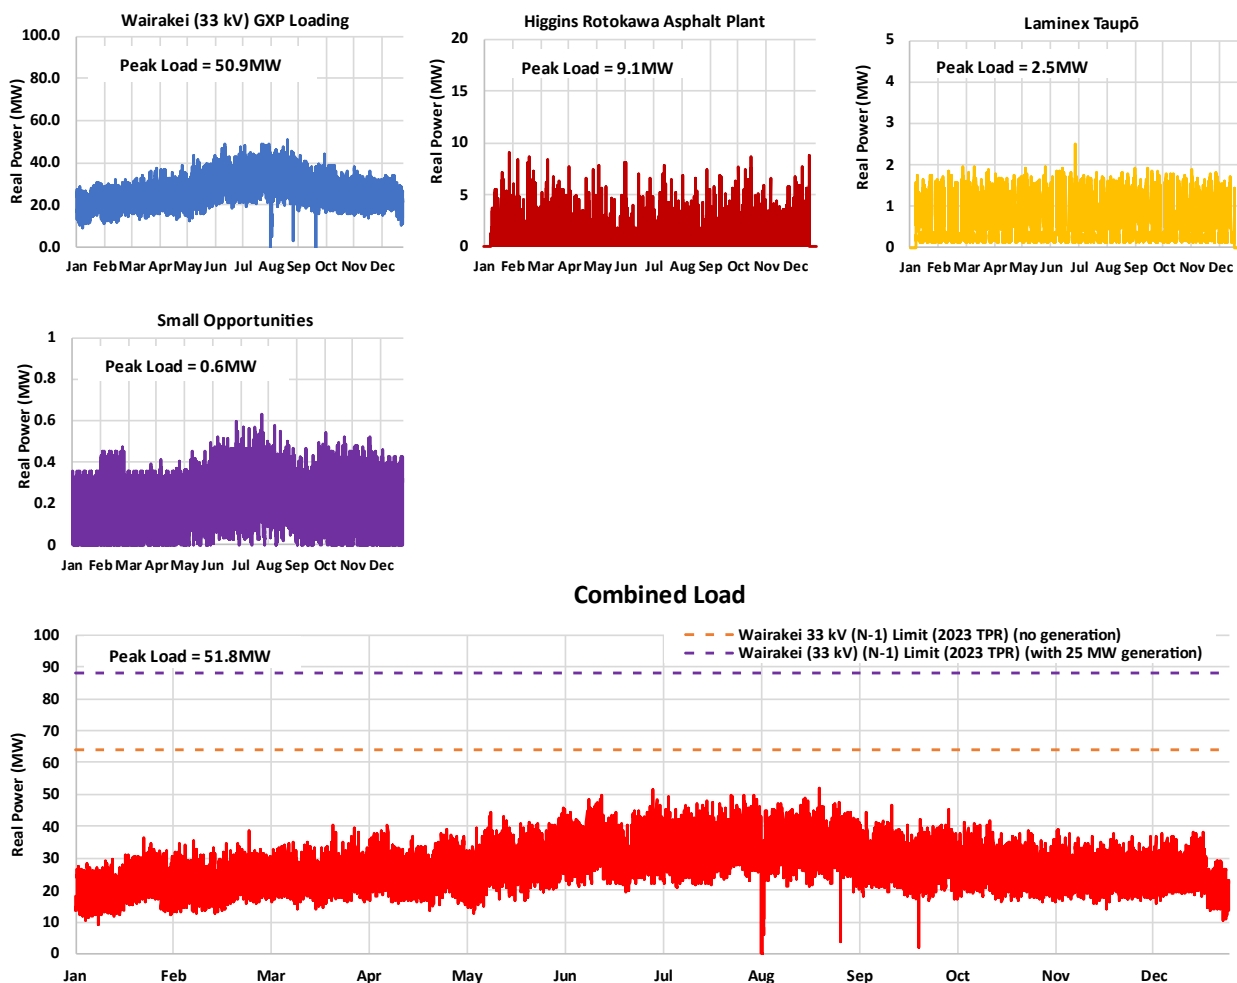 Wairakei (33 kV) GXP Loading
100.0
80.0
60.0
40.0
20.0
0.0
Real Power (MW)
Peak Load = 50.9MW
Jan Feb Mar Apr May Jun Jul Aug Sep Oct Nov Dec
Higgins Rotokawa Asphalt Plant
20
15
10
5
0
Real Power (MW)
Peak Load = 9.1MW
Jan Feb Mar Apr May Jun Jul Aug Sep Oct Nov Dec
Laminex Taupō
5
4
3
2
1
0
Real Power (MW)
Peak Load = 2.5MW
Jan Feb Mar Apr May Jun Jul Aug Sep Oct Nov Dec
Small Opportunities
1
0.8
0.6
0.4
0.2
0
Real Power (MW)
Peak Load = 0.6MW
Jan Feb Mar Apr May Jun Jul Aug Sep Oct Nov Dec
Combined Load
100
90
80
70
60
50
40
30
20
10
0
Real Power (MW)
Peak Load = 51.8MW
Wairakei 33 kV (N-1) Limit (2023 TPR) (no generation)
Wairakei (33 kV) (N-1) Limit (2023 TPR) (with 25 MW generation)
Jan Feb Mar Apr May Jun Jul Aug Sep Oct Nov Dec